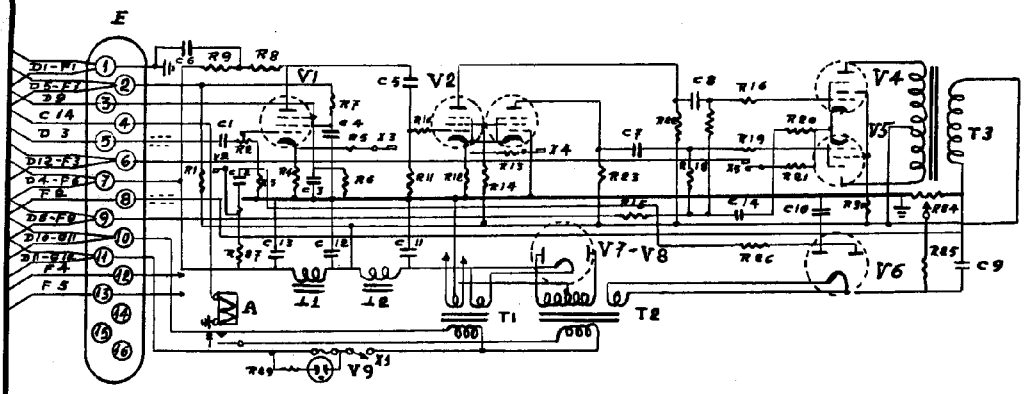 E
D1-F1
D5-F7
D2
C14
D3
D12-F3
D4-F6
F2
D8-F9
D10-D11
F4
F5
1
2
3
4
5
6
7
8
9
10
11
12
13
14
15
16
C6
R9
R8
V1
R7
C4
C1
R2
R5
X3
R1
R4
C3
R6
C5
V2
R11
R12
R14
R13
X4
C7
R23
C8
R16
R19
R18
R20
R21
C14
C10
V4
V5
T3
R24
R25
C9
R15
R26
V6
R27
C13
C12
C11
L1
L2
V7-V8
A
T1
T2
V9
X1